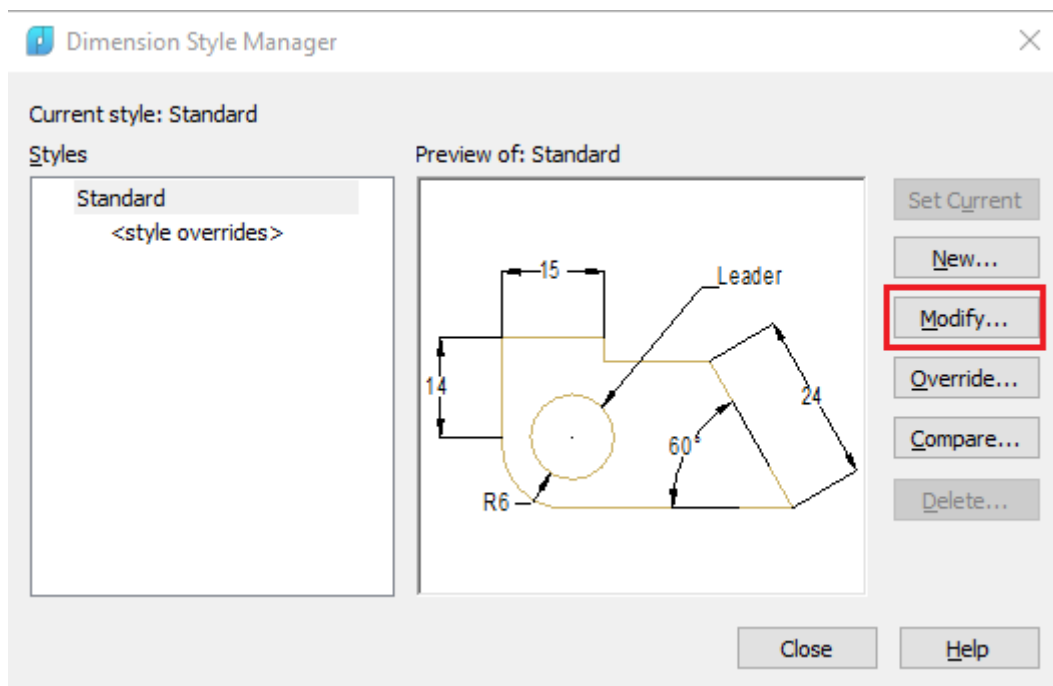 Dimension Style Manager
Current style: Standard
Styles
Preview of: Standard
Standard
<style overrides>
15
Leader
14
24
60°
R6
Set Current
New...
Modify...
Override...
Compare...
Delete...
Close
Help